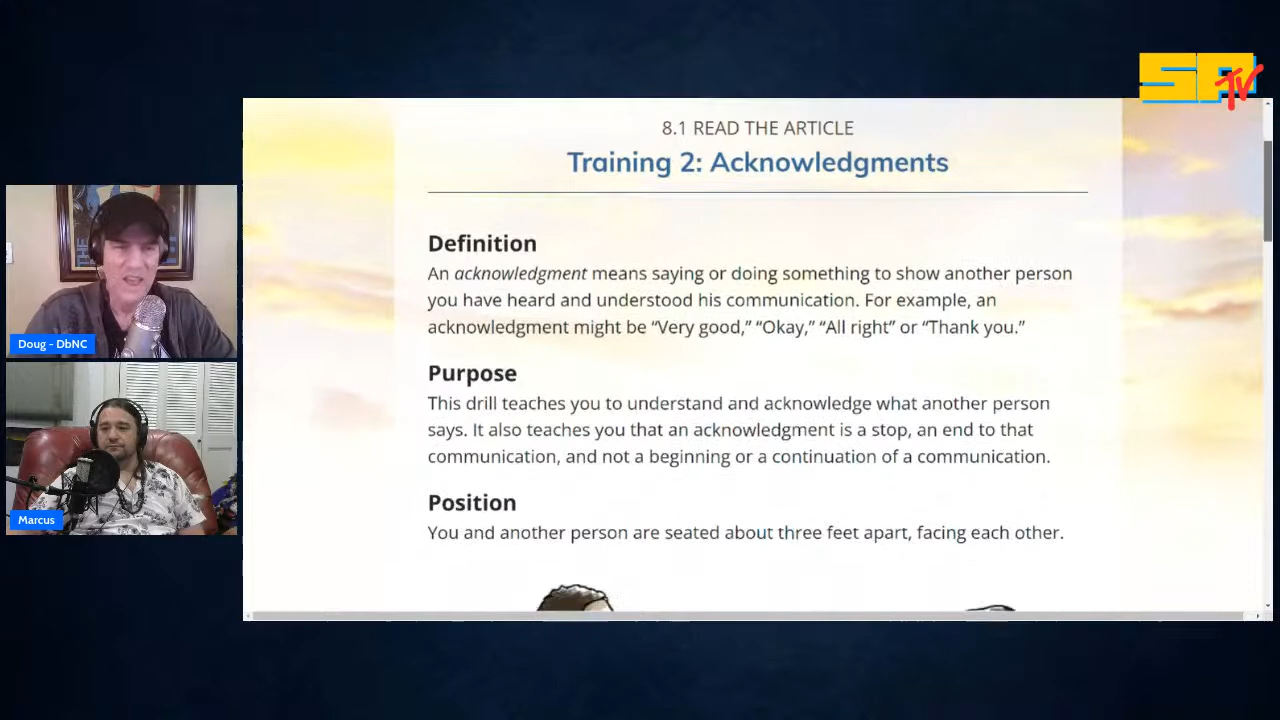 SPTV
8.1 READ THE ARTICLE
Training 2: Acknowledgments
Definition
An acknowledgment means saying or doing something to show another person
you have heard and understood his communication. For example, an
acknowledgment might be “Very good,” “Okay,” “All right” or “Thank you.”
Purpose
This drill teaches you to understand and acknowledge what another person
says. It also teaches you that an acknowledgment is a stop, an end to that
communication, and not a beginning or a continuation of a communication.
Position
You and another person are seated about three feet apart, facing each other.
Doug - DbNC
Marcus